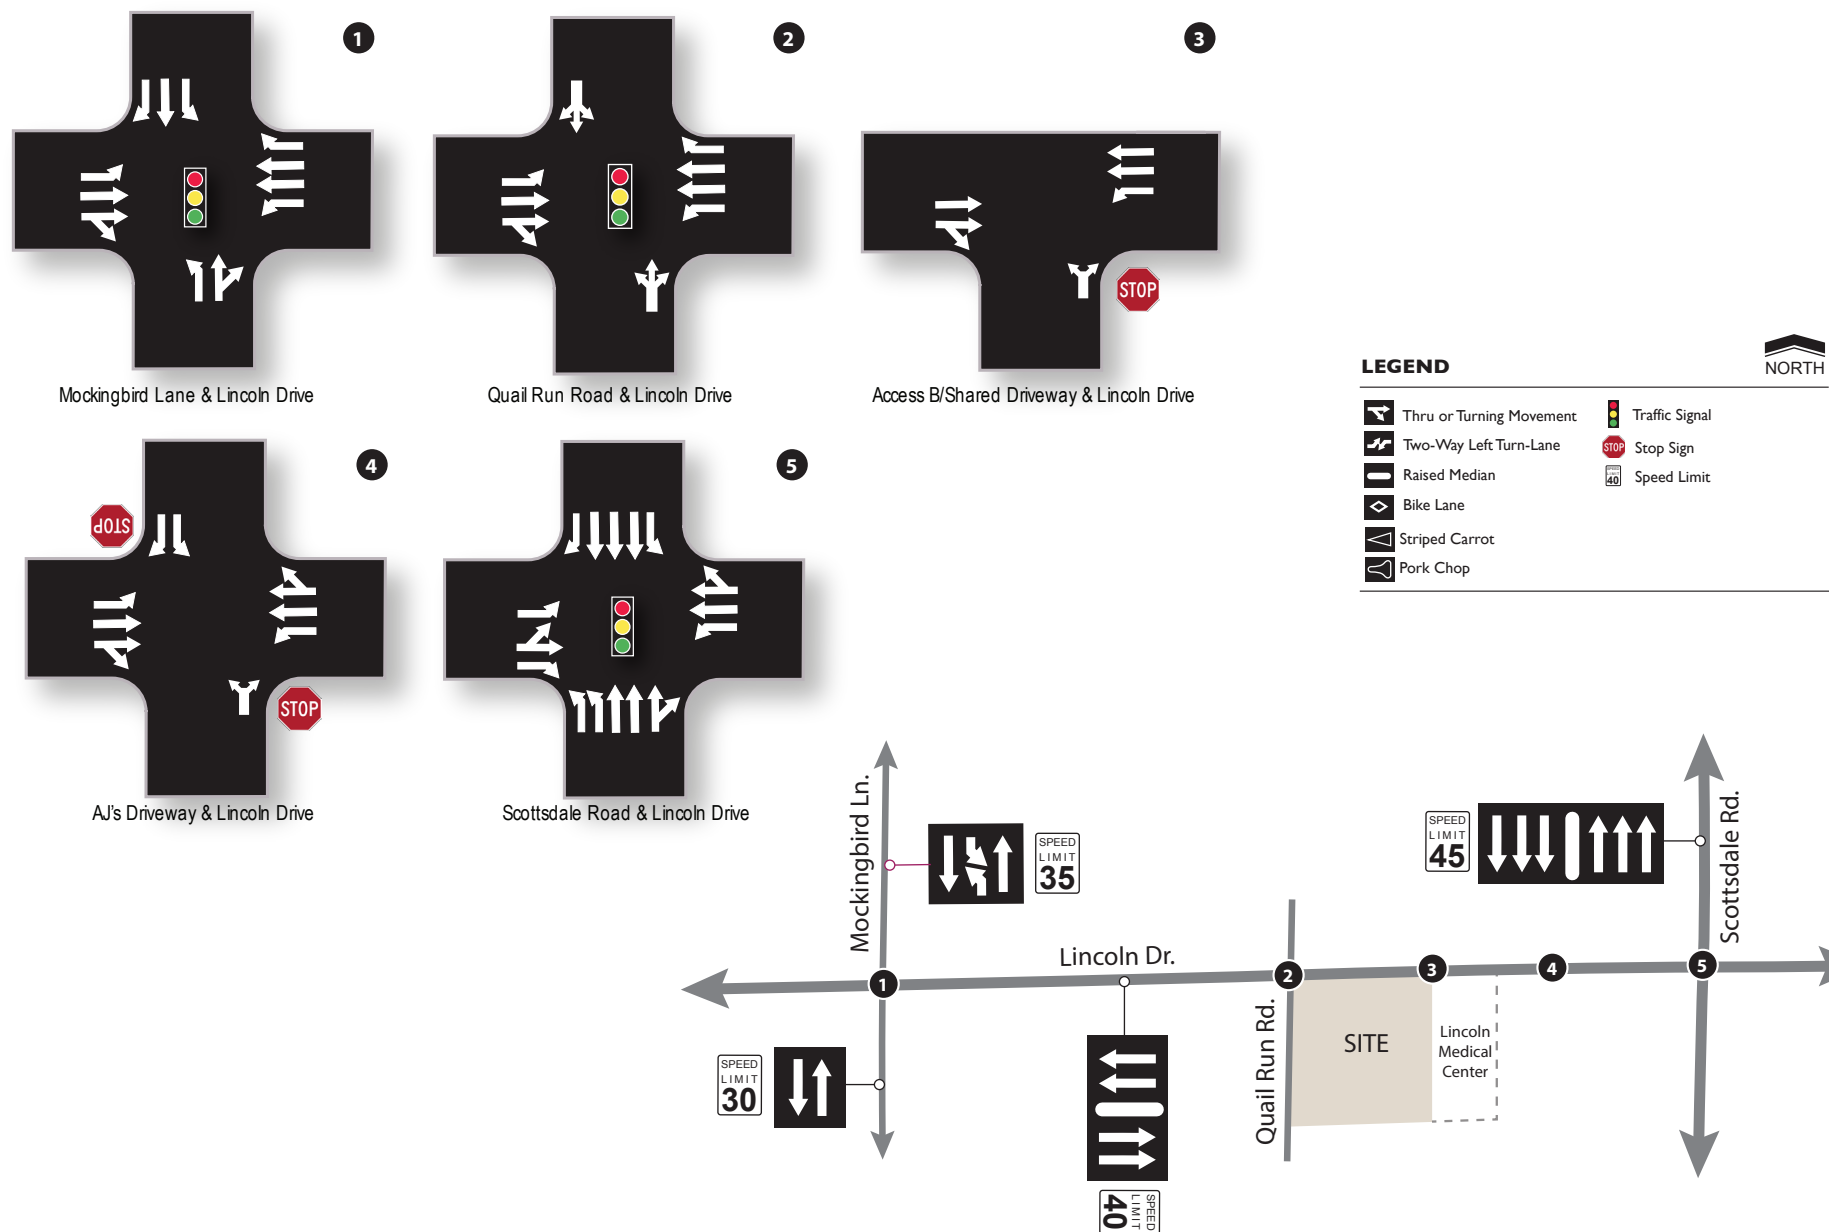 1
2
3
STOP
Mockingbird Lane & Lincoln Drive
Quail Run Road & Lincoln Drive
Access B/Shared Driveway & Lincoln Drive
LEGEND
NORTH
Thru or Turning Movement
Two-Way Left Turn-Lane
Raised Median
Bike Lane
Striped Carrot
Pork Chop
Traffic Signal
STOP
Stop Sign
SPEED
LIMIT
40
Speed Limit
4
5
STOP
STOP
AJ's Driveway & Lincoln Drive
Scottsdale Road & Lincoln Drive
Mockingbird Ln.
SPEED
LIMIT
35
SPEED
LIMIT
45
Scottsdale Rd.
Lincoln Dr.
1
2
3
4
5
SPEED
LIMIT
30
Quail Run Rd.
SITE
Lincoln
Medical
Center
SPEED
LIMIT
40